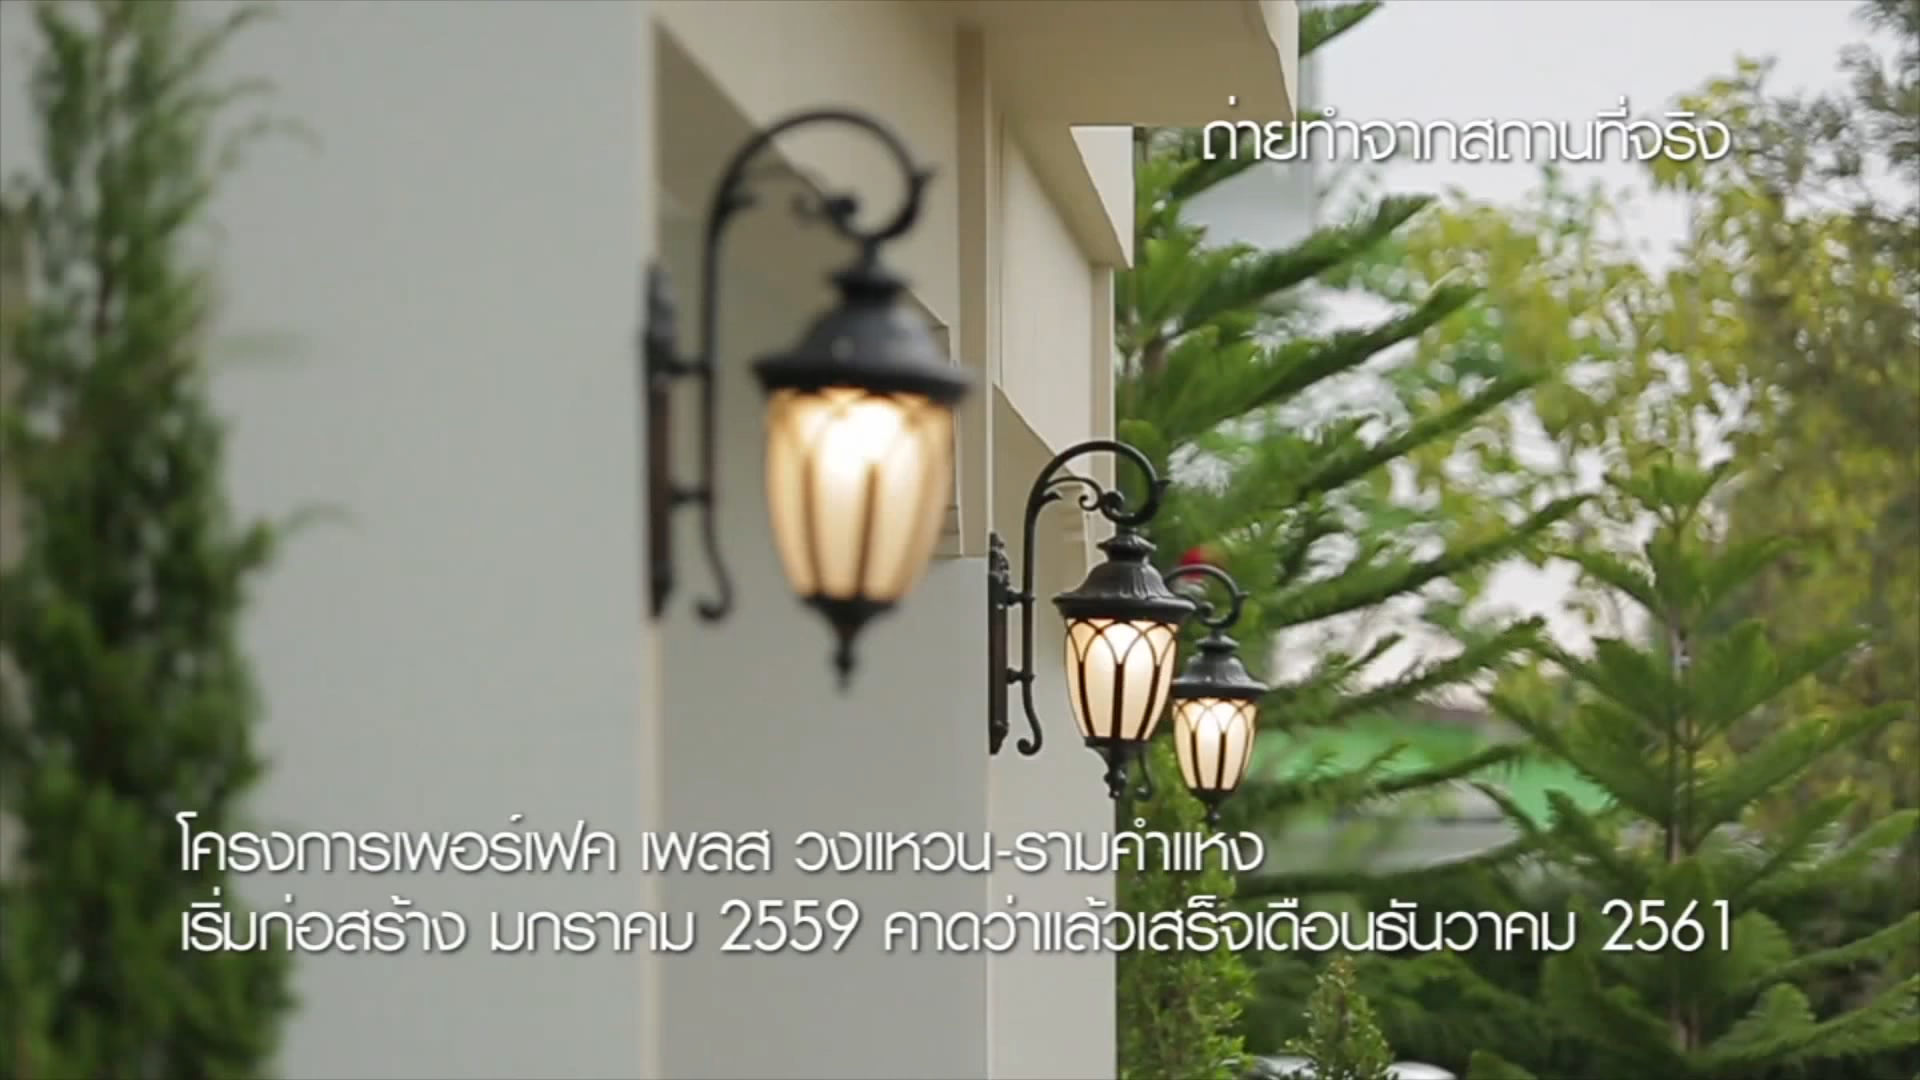 ถ่ายทำจากสถานที่จริง
โครงการเพอร์เฟค เพลส วงแหวน-รามคำแหง
เริ่มก่อสร้าง มกราคม 2559 คาดว่าแล้วเสร็จเดือนธันวาคม 2561